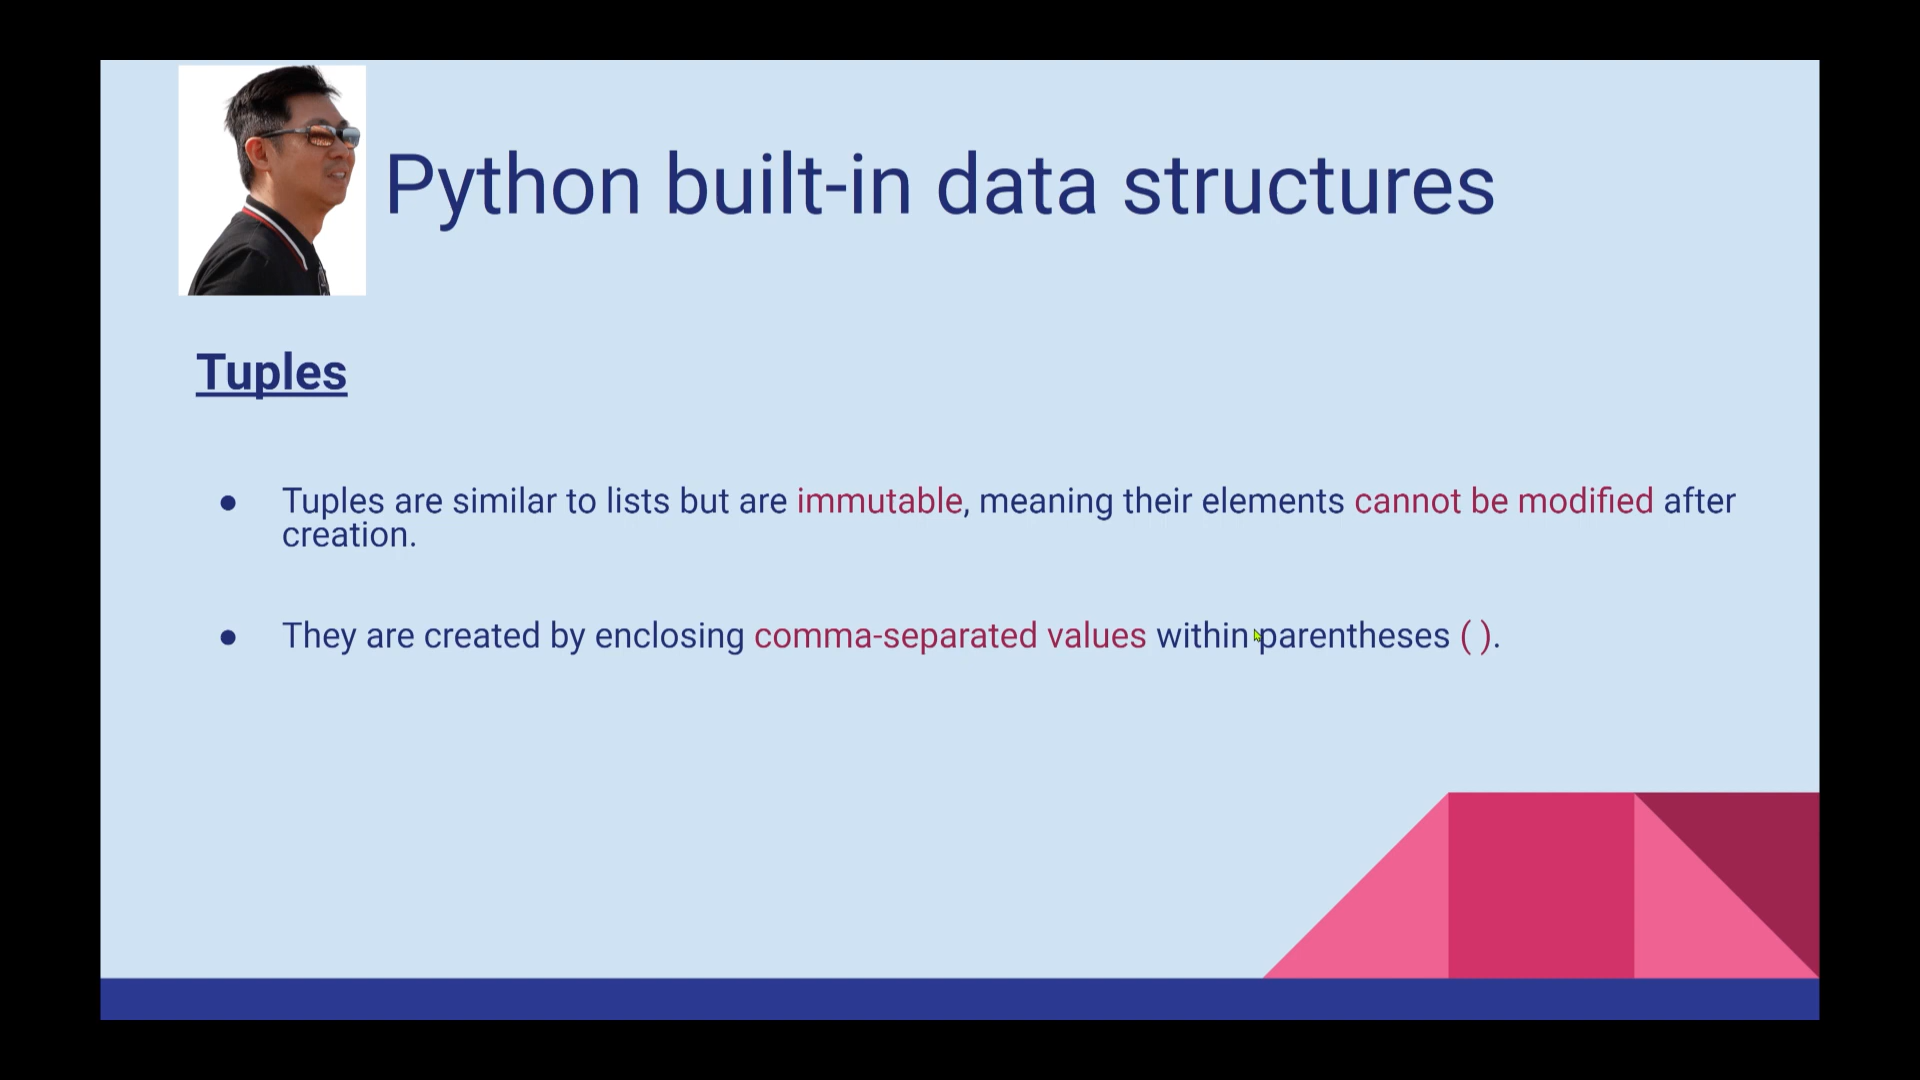 Python built-in data structures
Tuples
● Tuples are similar to lists but are immutable, meaning their elements cannot be modified after
creation.
● They are created by enclosing comma-separated values within parentheses ( ).